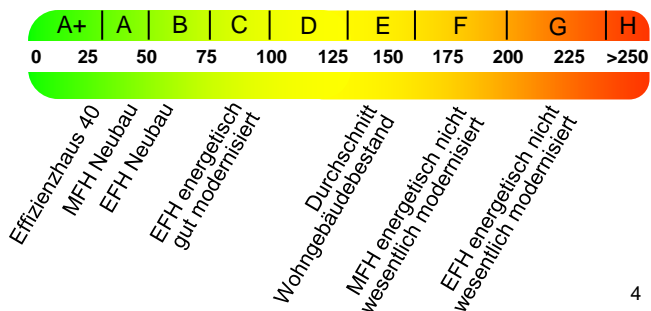 A+ A B C D E F G H
0 25 50 75 100 125 150 175 200 225 >250
Effizienzhaus 40
MFH Neubau
EFH Neubau
EFH energetisch
gut modernisiert
Durchschnitt
Wohngebäudebestand
MFH energetisch nicht
wesentlich modernisiert
EFH energetisch nicht
wesentlich modernisiert
4